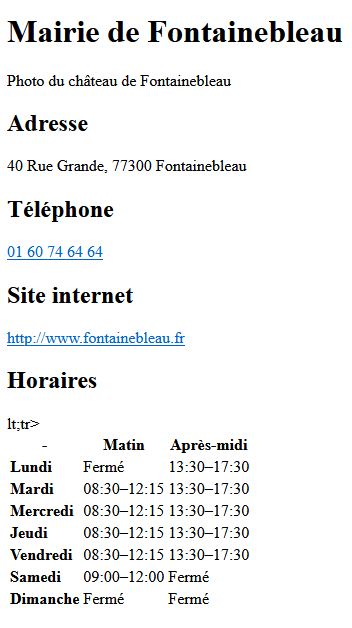 Mairie de Fontainebleau
Photo du château de Fontainebleau
Adresse
40 Rue Grande, 77300 Fontainebleau
Téléphone
01 60 74 64 64
Site internet
http://www.fontainebleau.fr
Horaires
lt;tr>
- Matin Après-midi
Lundi Fermé 13:30–17:30
Mardi 08:30–12:15 13:30–17:30
Mercredi 08:30–12:15 13:30–17:30
Jeudi 08:30–12:15 13:30–17:30
Vendredi 08:30–12:15 13:30–17:30
Samedi 09:00–12:00 Fermé
Dimanche Fermé Fermé